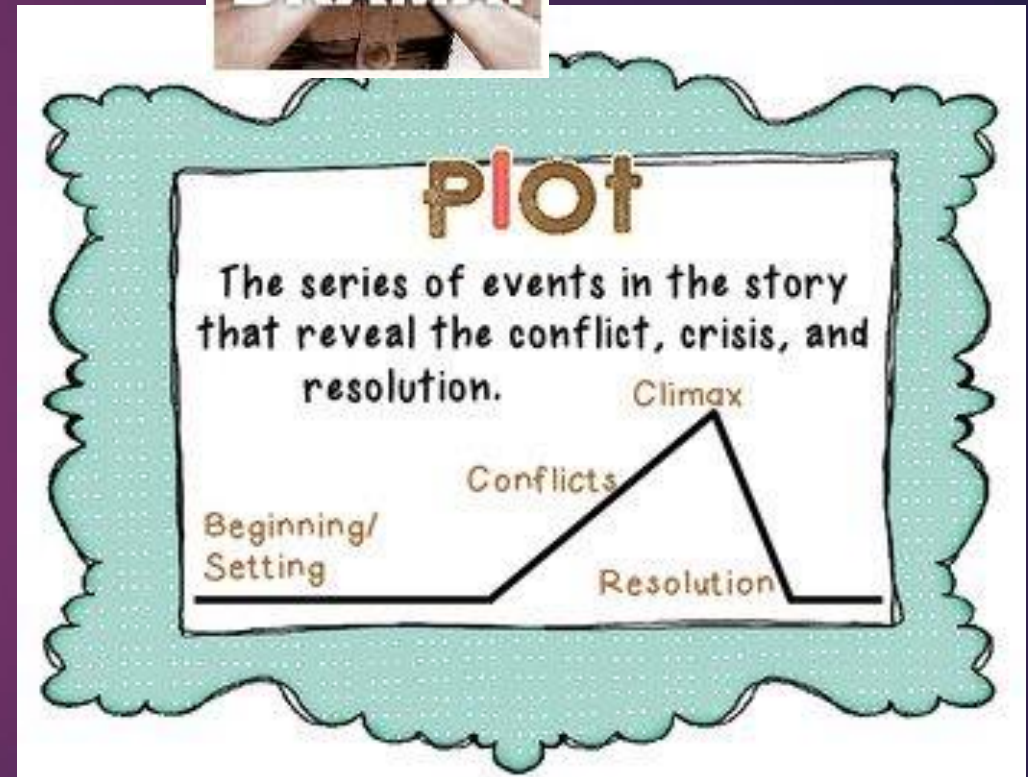 Plot
The series of events in the story
that reveal the conflict, crisis, and
resolution.
Climax
Conflicts
Beginning/
Setting
Resolution